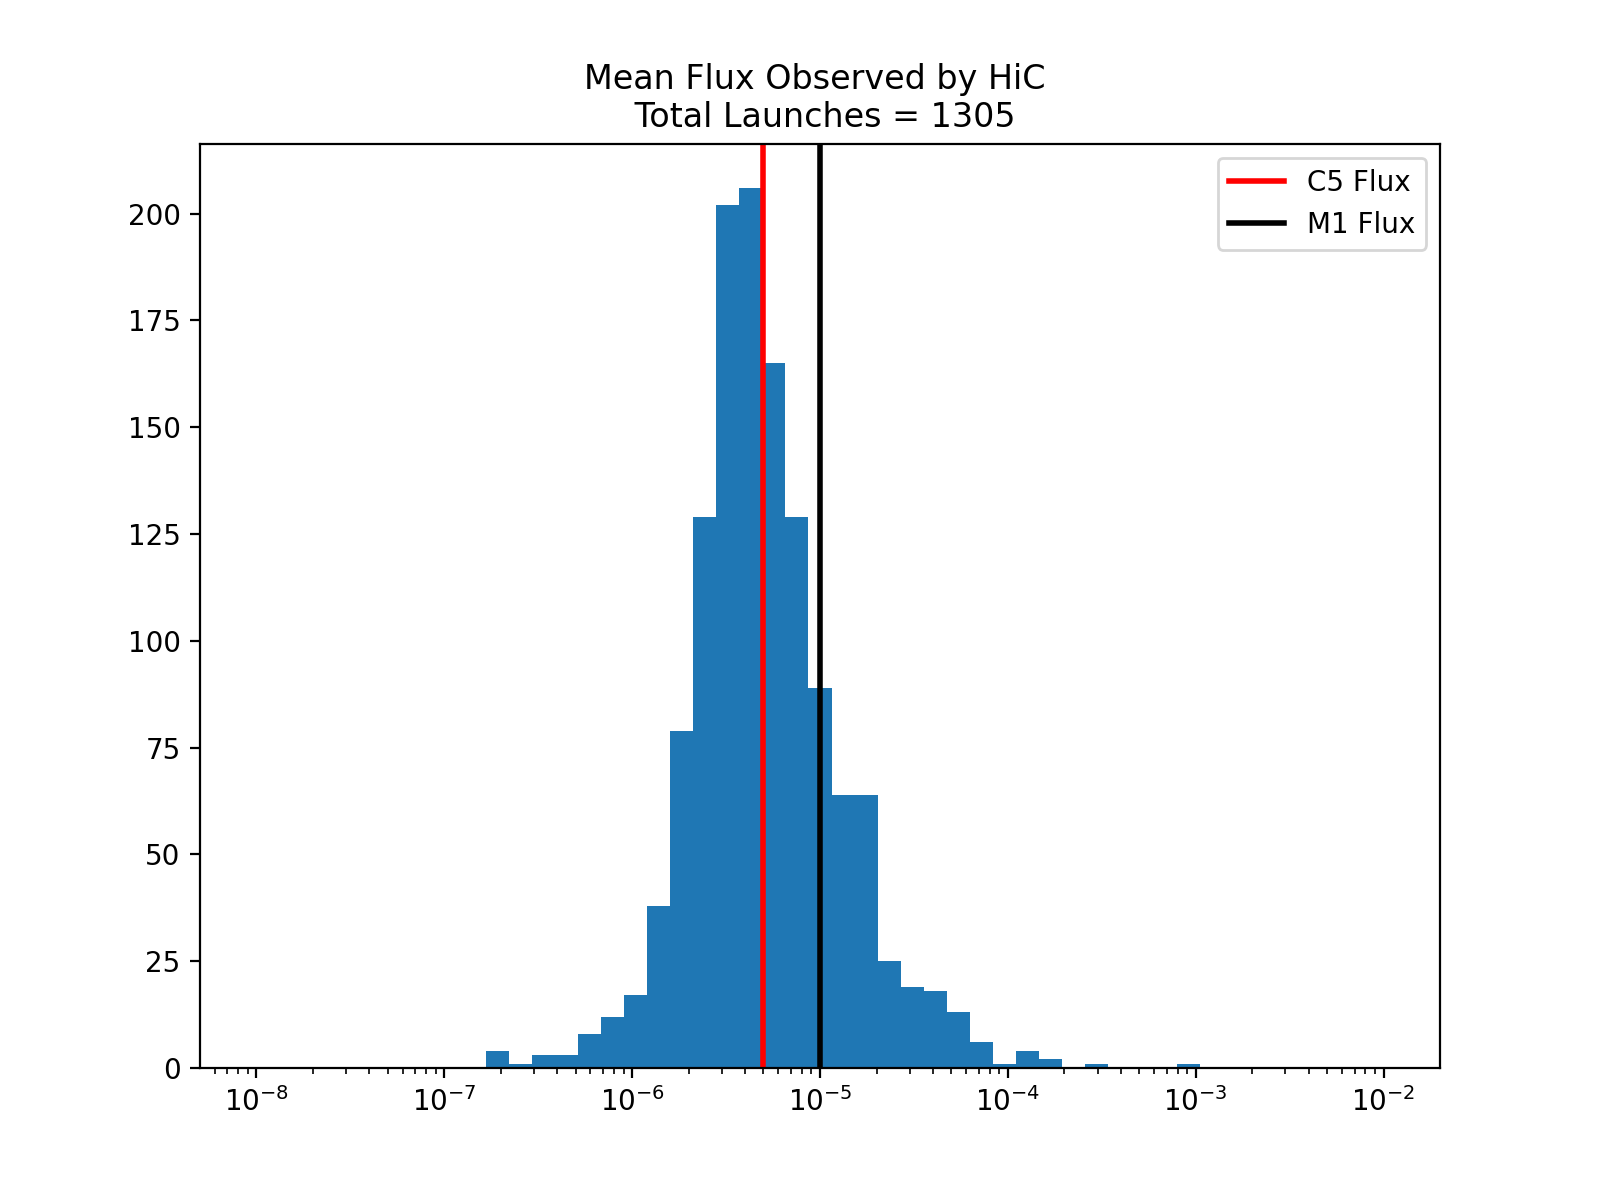 Mean Flux Observed by HiC
Total Launches = 1305
C5 Flux
M1 Flux
200
175
150
125
100
75
50
25
0
10⁻⁸ 10⁻⁷ 10⁻⁶ 10⁻⁵ 10⁻⁴ 10⁻³ 10⁻²